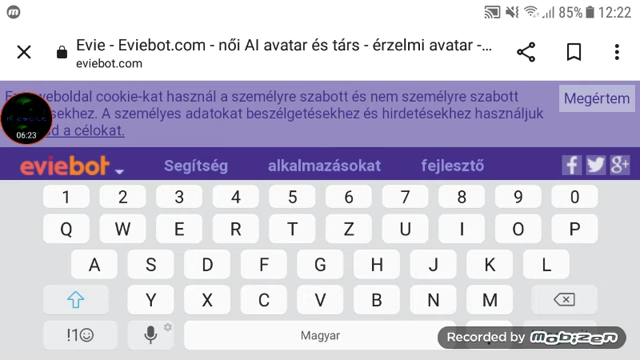 85% 12:22
Evie - Eviebot.com - női AI avatar és társ - érzelmi avatar -...
eviebot.com
weboldal cookie-kat használ a személyre szabott és nem személyre szabott
Megértem
sekhez. A személyes adatokat beszélgetésekhez és hirdetésekhez használjuk
a célokat.
06:23
eviebot Segítség alkalmazásokat fejlesztő
1 2 3 4 5 6 7 8 9 0
Q W E R T Z U I O P
A S D F G H J K L
Y X C V B N M
!1☺ Magyar
Recorded by MOBIZEN